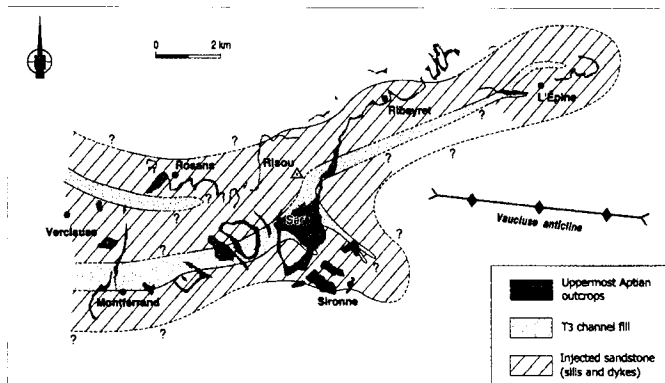 0 2 km
?
L'Epine
Ribeyret
?
?
Rosans
?
Risou
?
?
Serre
Verclause
Vaucluse anticline
?
?
Montferrand
Sironne
?
?
Uppermost Aptian
outcrops
T3 channel fill
Injected sandstone
(sills and dykes)